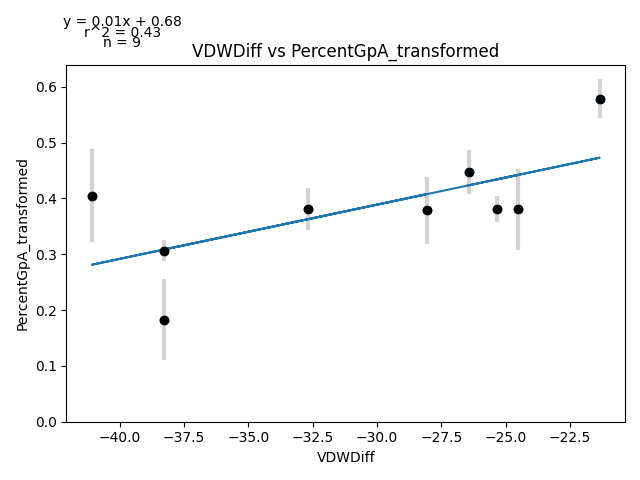 y = 0.01x + 0.68
r^2 = 0.43
n = 9
VDWDiff vs PercentGpA_transformed
PercentGpA_transformed
0.6
0.5
0.4
0.3
0.2
0.1
0.0
−40.0 −37.5 −35.0 −32.5 −30.0 −27.5 −25.0 −22.5
VDWDiff